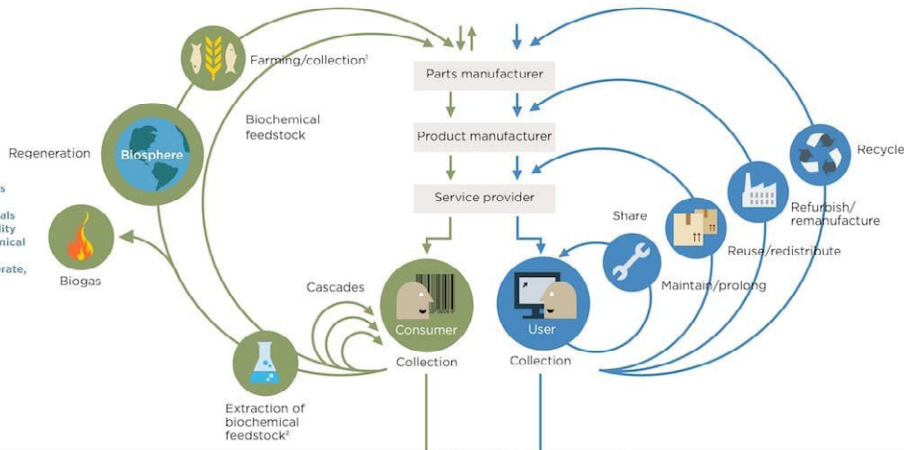 Farming/collection¹
Parts manufacturer
Biochemical
feedstock
Product manufacturer
Regeneration
Biosphere
Recycle
Service provider
Share
Refurbish/
remanufacture
Reuse/redistribute
Biogas
Cascades
Maintain/prolong
Consumer
User
Collection
Collection
Extraction of
biochemical
feedstock²